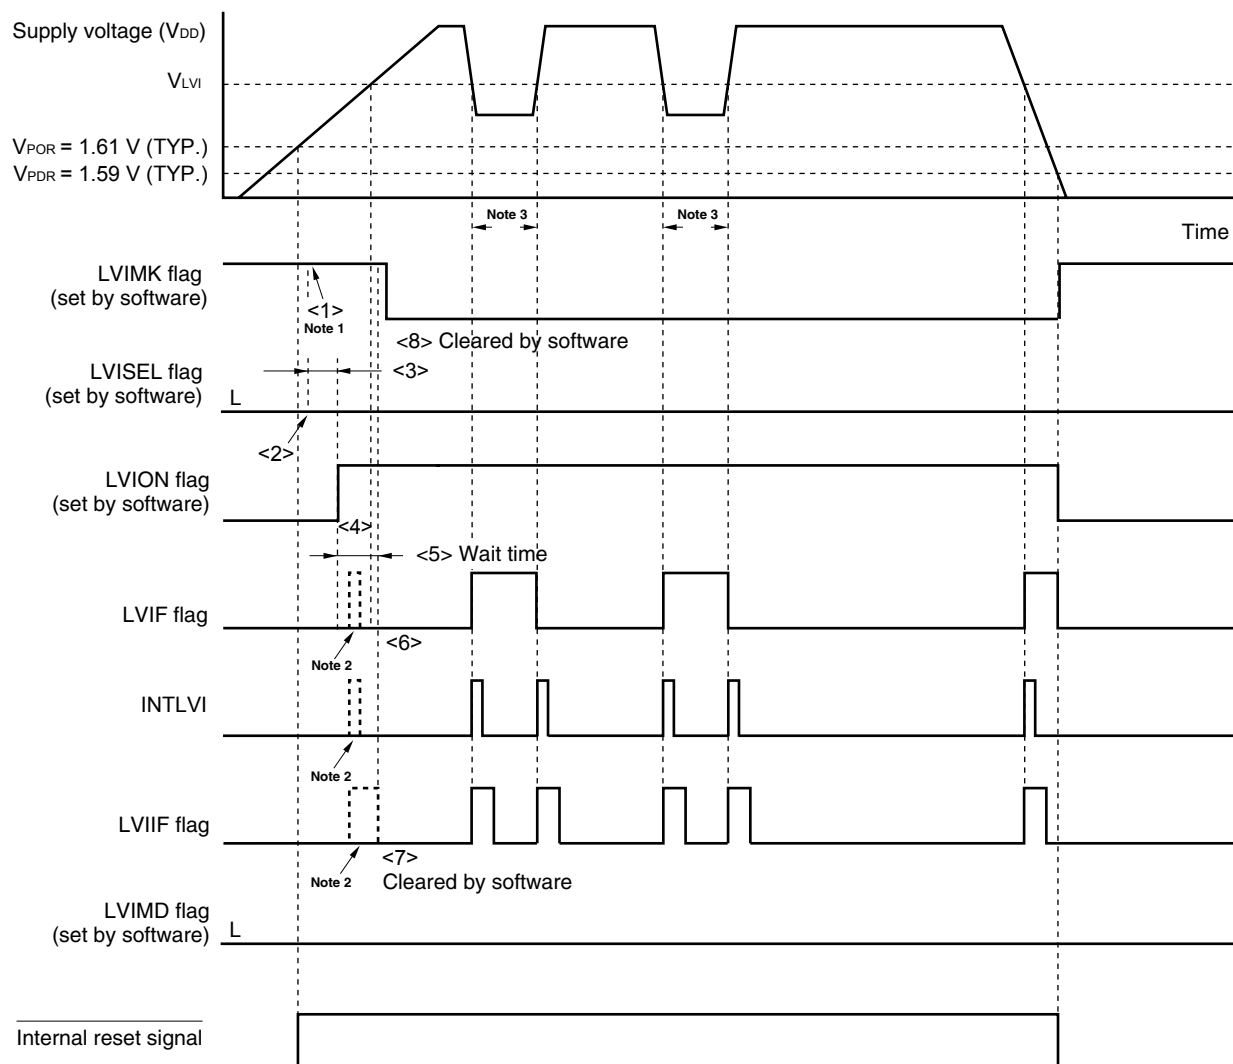 Supply voltage (VDD)
VLVI
VPOR = 1.61 V (TYP.)
VPDR = 1.59 V (TYP.)
Note 3
Note 3
Time
LVIMK flag
(set by software)
<1>
Note 1
<8> Cleared by software
LVISEL flag
(set by software)
L
<3>
<2>
LVION flag
(set by software)
<4>
<5> Wait time
LVIF flag
<6>
Note 2
INTLVI
Note 2
LVIIF flag
Note 2
<7>
Cleared by software
LVIMD flag
(set by software)
L
Internal reset signal